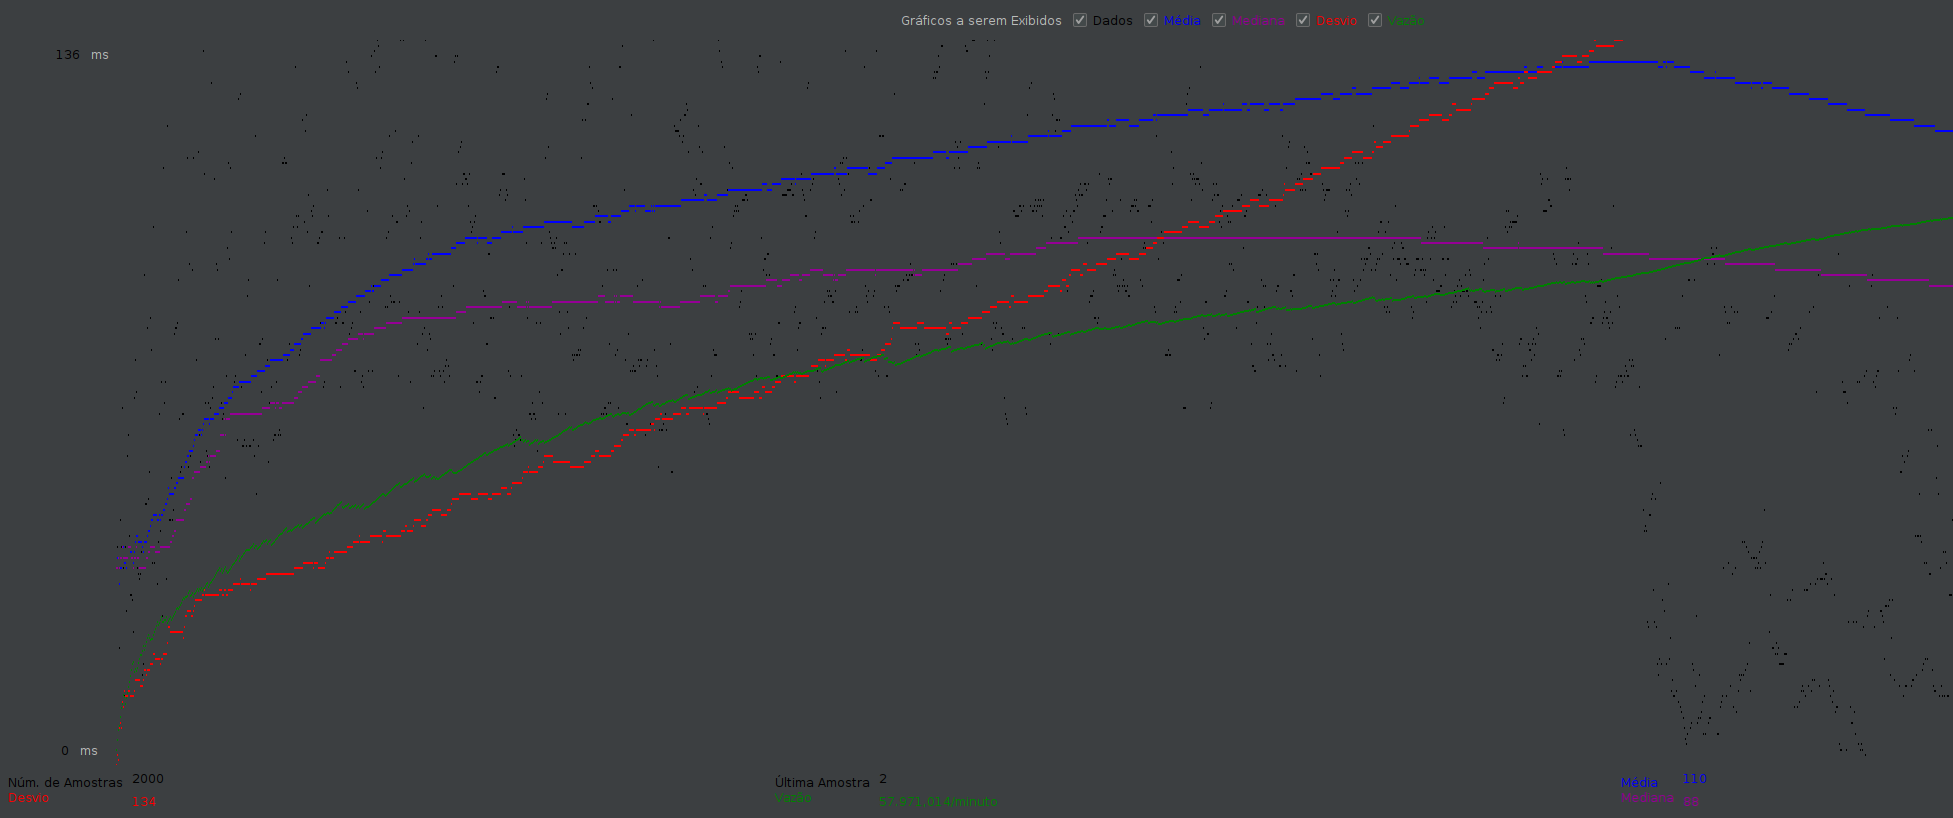 Gráficos a serem Exibidos Dados Média Mediana Desvio Vazão
136 ms
0 ms
Núm. de Amostras 2000 Última Amostra 2 Média 110
Desvio 134 Vazão 57.971,014/minuto Mediana